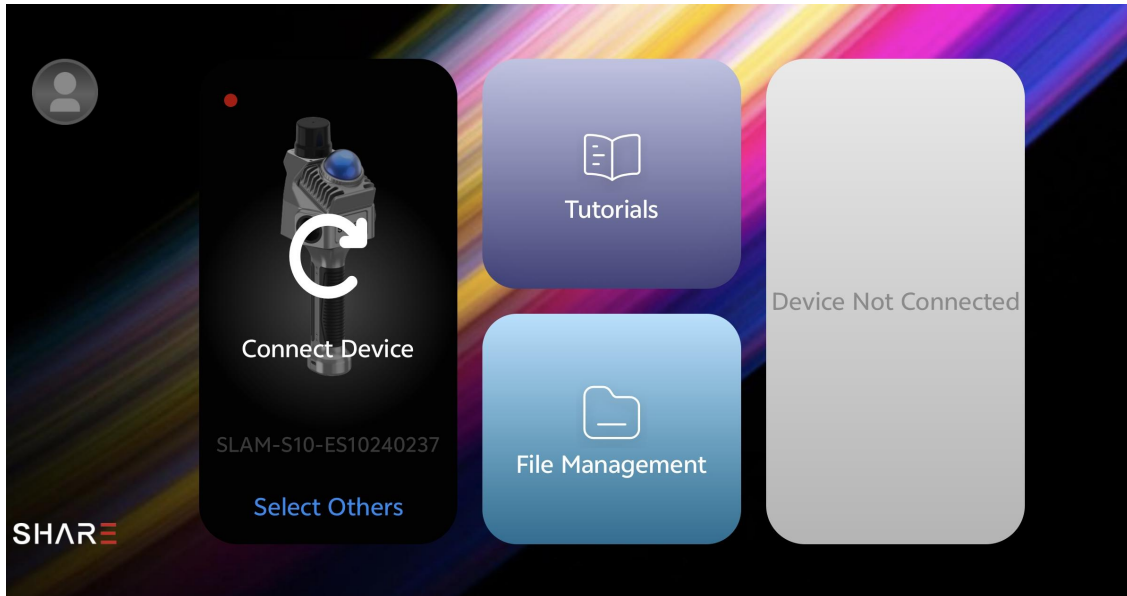 Connect Device
SLAM-S10-ES10240237
Select Others
Tutorials
File Management
Device Not Connected
SHARE